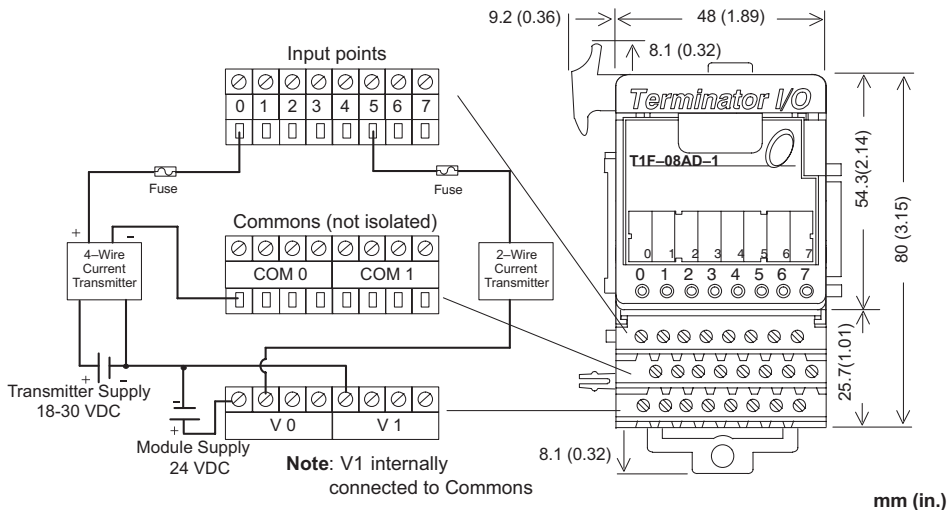 9.2 (0.36)
48 (1.89)
8.1 (0.32)
Input points
0 1 2 3 4 5 6 7
Fuse
Fuse
Commons (not isolated)
COM 0 COM 1
+ -
4–Wire
Current
Transmitter
2–Wire
Current
Transmitter
+ -
Transmitter Supply
18-30 VDC
-
+
Module Supply
24 VDC
V 0 V 1
Note: V1 internally
connected to Commons
Terminator I/O
T1F–08AD–1
0 1 2 3 4 5 6 7
0 1 2 3 4 5 6 7
54.3(2.14)
80 (3.15)
25.7(1.01)
8.1 (0.32)
mm (in.)